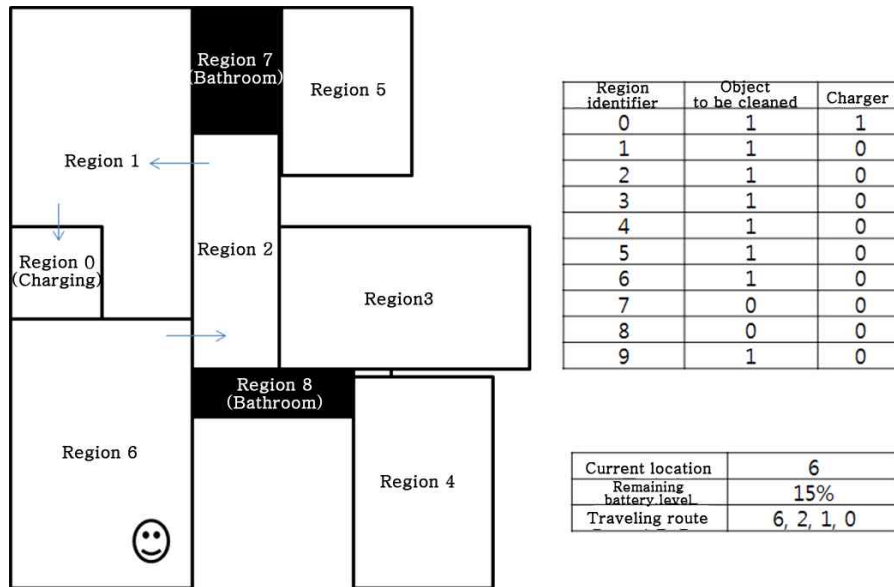 Region 7
(Bathroom)
Region 5
Region 1
Region 2
Region 0
(Charging)
Region3
Region 8
(Bathroom)
Region 6
Region 4
Region identifier
Object to be cleaned
Charger
0 1 1
1 1 0
2 1 0
3 1 0
4 1 0
5 1 0
6 1 0
7 0 0
8 0 0
9 1 0
Current location 6
Remaining
battery.level 15%
Traveling route 6, 2, 1, 0